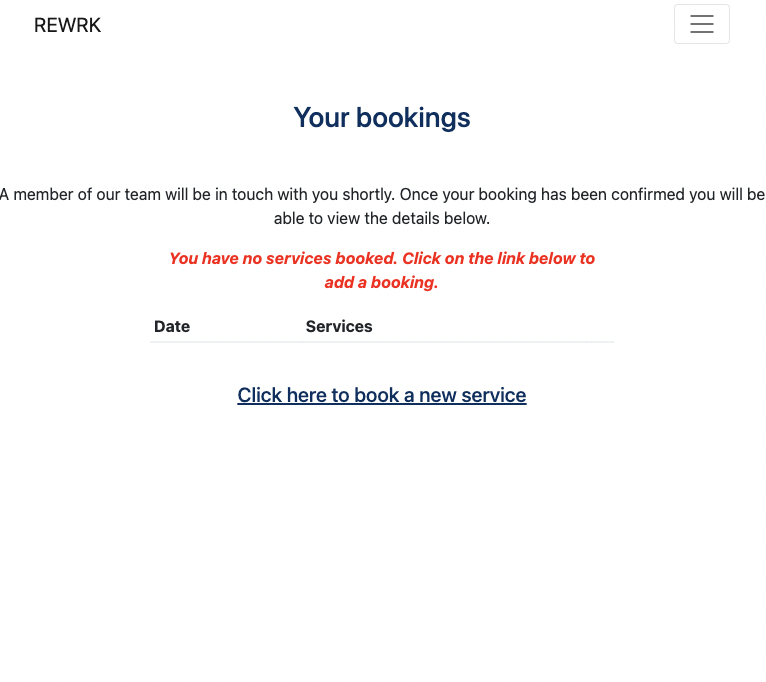 REWRK
Your bookings
A member of our team will be in touch with you shortly. Once your booking has been confirmed you will be
able to view the details below.
You have no services booked. Click on the link below to
add a booking.
Date Services
Click here to book a new service